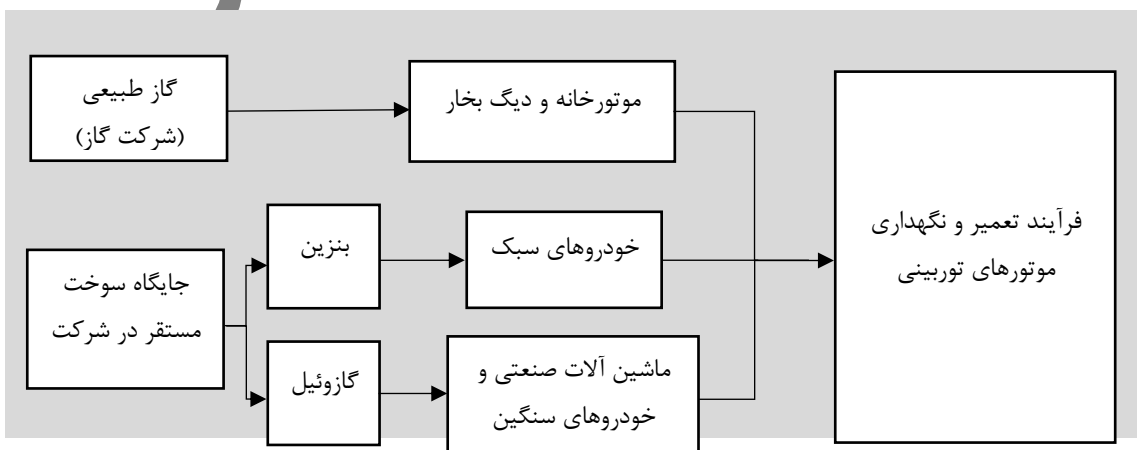 گاز طبیعی
(شرکت گاز)
موتورخانه و دیگ بخار
جایگاه سوخت
مستقر در شرکت
بنزین
خودروهای سبک
گازوئیل
ماشین آلات صنعتی و
خودروهای سنگین
فرآیند تعمیر و نگهداری
موتورهای توربینی